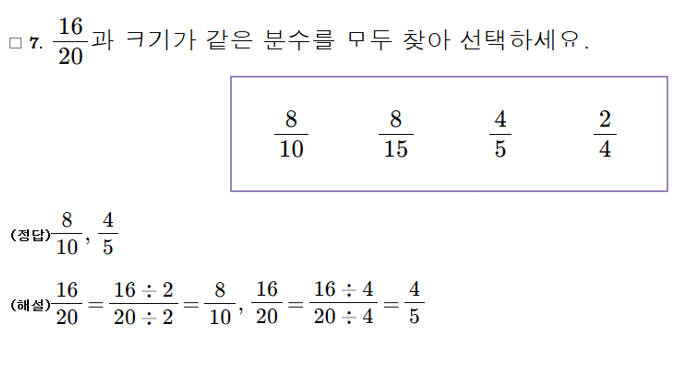 □ 7. 16/20과 크기가 같은 분수를 모두 찾아 선택하세요.
8/10 8/15 4/5 2/4
(정답) 8/10, 4/5
(해설) 16/20 = 16 ÷ 2/20 ÷ 2 = 8/10, 16/20 = 16 ÷ 4/20 ÷ 4 = 4/5